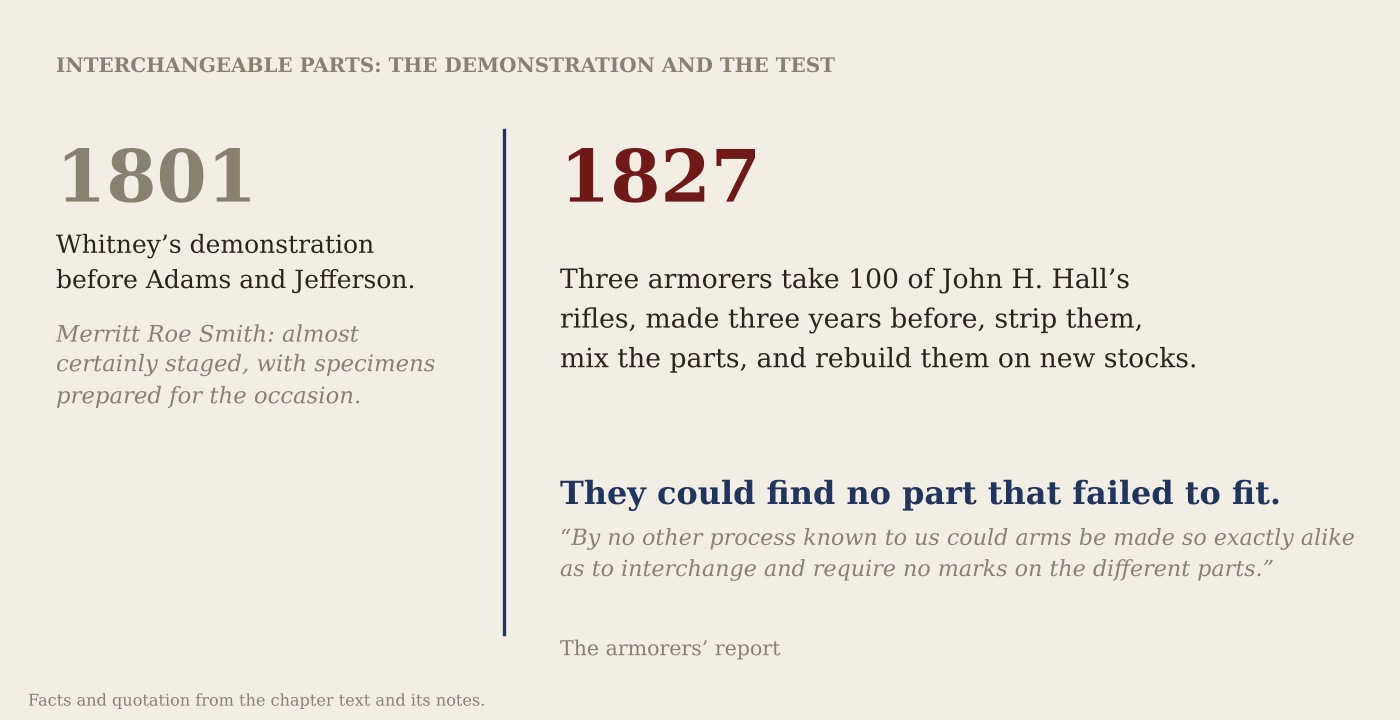 INTERCHANGEABLE PARTS: THE DEMONSTRATION AND THE TEST
1801
Whitney’s demonstration
before Adams and Jefferson.
Merritt Roe Smith: almost
certainly staged, with specimens
prepared for the occasion.
1827
Three armorers take 100 of John H. Hall’s
rifles, made three years before, strip them,
mix the parts, and rebuild them on new stocks.
They could find no part that failed to fit.
“By no other process known to us could arms be made so exactly alike
as to interchange and require no marks on the different parts.”
The armorers’ report
Facts and quotation from the chapter text and its notes.